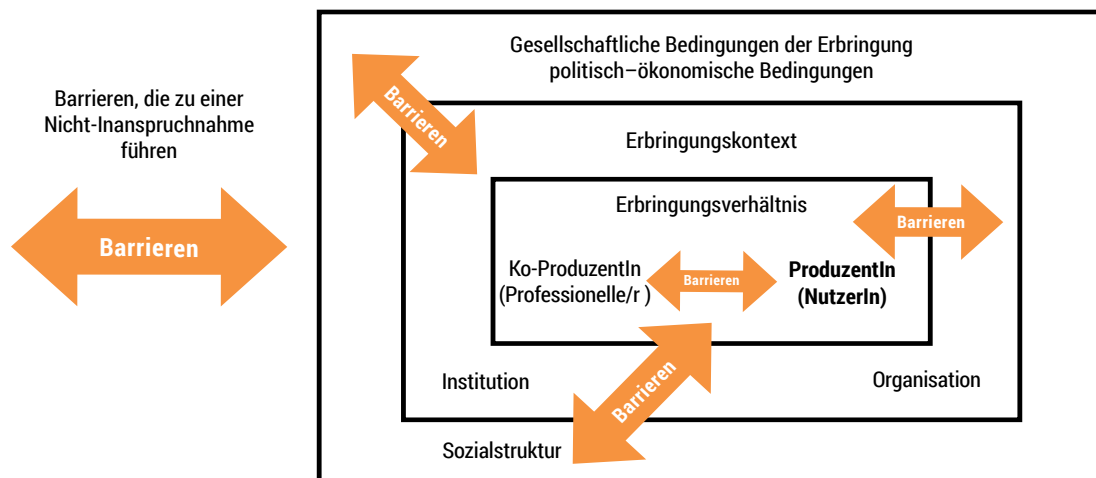 Gesellschaftliche Bedingungen der Erbringung
politisch–ökonomische Bedingungen
Barrieren, die zu einer
Nicht-Inanspruchnahme
führen
Barrieren
Barrieren
Erbringungskontext
Erbringungsverhältnis
Barrieren
Ko-ProduzentIn
(Professionelle/r )
Barrieren
ProduzentIn
(NutzerIn)
Barrieren
Institution
Organisation
Sozialstruktur